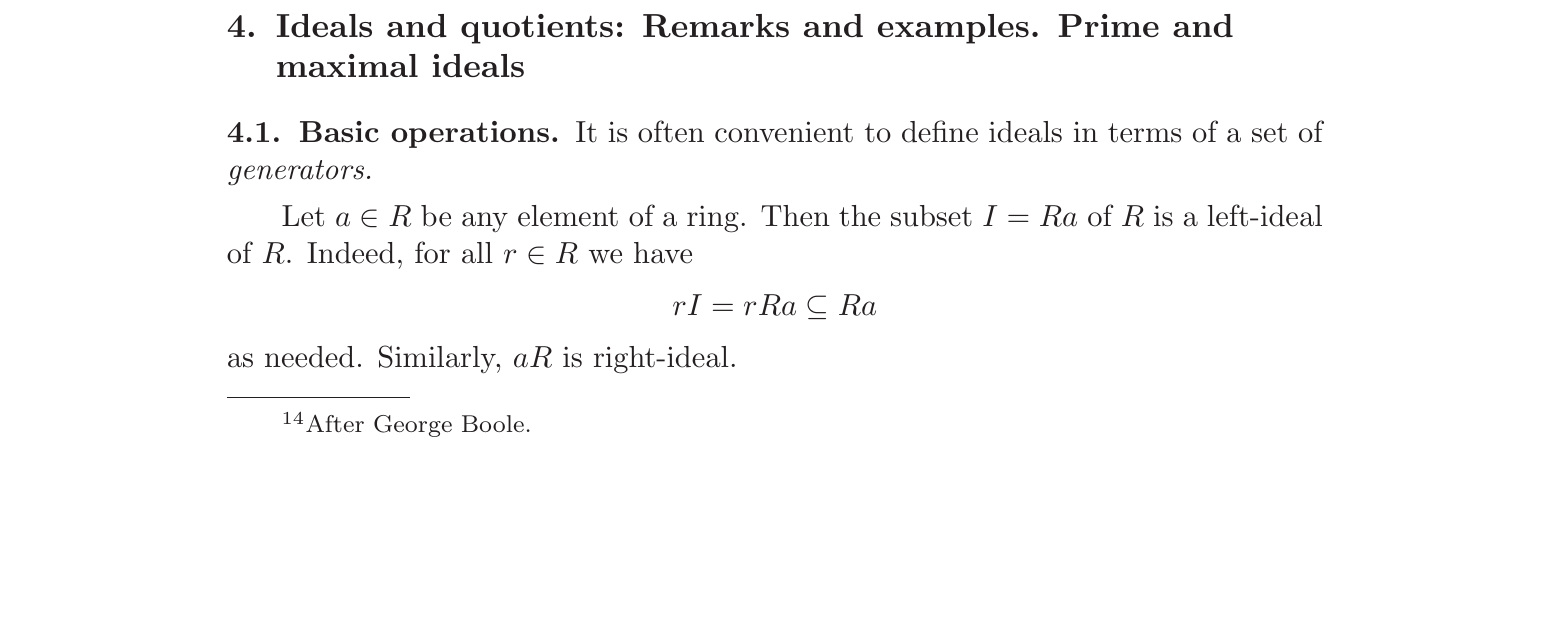 4. Ideals and quotients: Remarks and examples. Prime and
maximal ideals
4.1. Basic operations. It is often convenient to define ideals in terms of a set of
generators.
Let a ∈ R be any element of a ring. Then the subset I = Ra of R is a left-ideal
of R. Indeed, for all r ∈ R we have
rI = rRa ⊆ Ra
as needed. Similarly, aR is right-ideal.
¹⁴After George Boole.